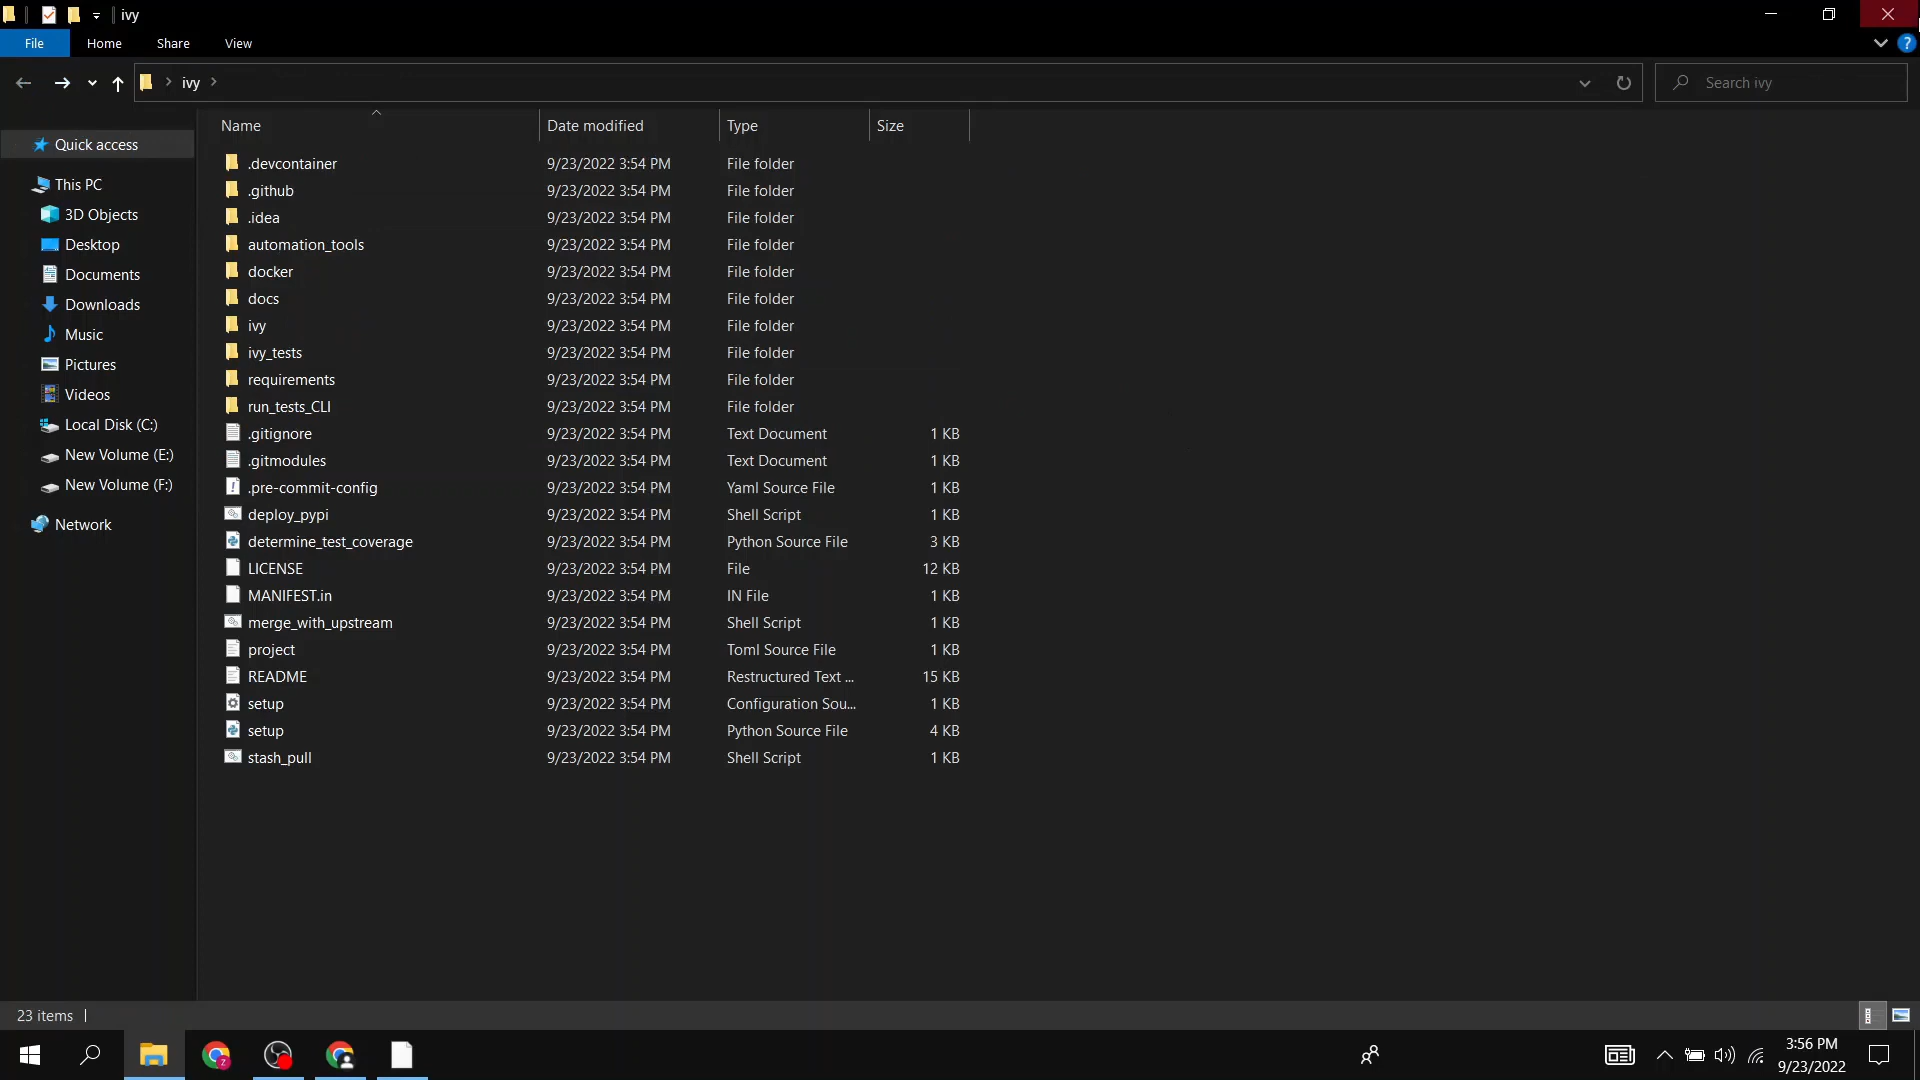 ivy
File Home Share View
ivy Search ivy
Name Date modified Type Size
Quick access
This PC
3D Objects
Desktop
Documents
Downloads
Music
Pictures
Videos
Local Disk (C:)
New Volume (E:)
New Volume (F:)
Network
.devcontainer 9/23/2022 3:54 PM File folder
.github 9/23/2022 3:54 PM File folder
.idea 9/23/2022 3:54 PM File folder
automation_tools 9/23/2022 3:54 PM File folder
docker 9/23/2022 3:54 PM File folder
docs 9/23/2022 3:54 PM File folder
ivy 9/23/2022 3:54 PM File folder
ivy_tests 9/23/2022 3:54 PM File folder
requirements 9/23/2022 3:54 PM File folder
run_tests_CLI 9/23/2022 3:54 PM File folder
.gitignore 9/23/2022 3:54 PM Text Document 1 KB
.gitmodules 9/23/2022 3:54 PM Text Document 1 KB
.pre-commit-config 9/23/2022 3:54 PM Yaml Source File 1 KB
deploy_pypi 9/23/2022 3:54 PM Shell Script 1 KB
determine_test_coverage 9/23/2022 3:54 PM Python Source File 3 KB
LICENSE 9/23/2022 3:54 PM File 12 KB
MANIFEST.in 9/23/2022 3:54 PM IN File 1 KB
merge_with_upstream 9/23/2022 3:54 PM Shell Script 1 KB
project 9/23/2022 3:54 PM Toml Source File 1 KB
README 9/23/2022 3:54 PM Restructured Text ... 15 KB
setup 9/23/2022 3:54 PM Configuration Sou... 1 KB
setup 9/23/2022 3:54 PM Python Source File 4 KB
stash_pull 9/23/2022 3:54 PM Shell Script 1 KB
23 items
3:56 PM
9/23/2022